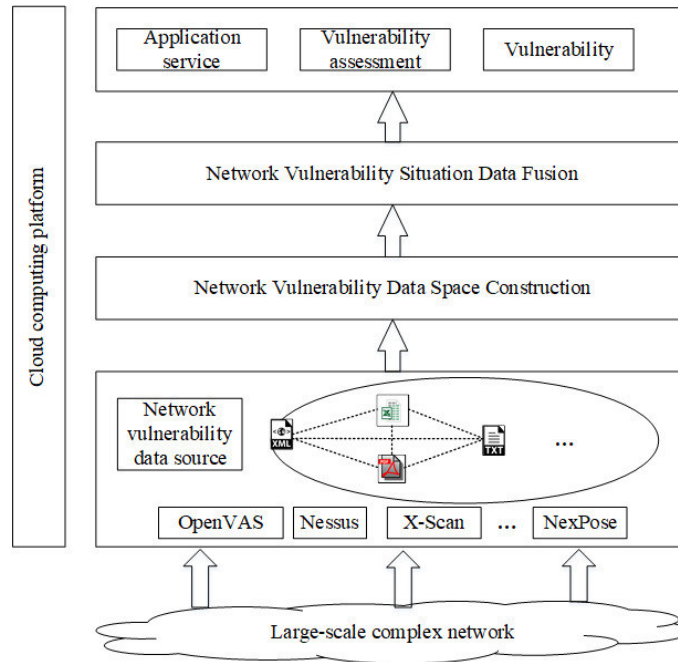 Cloud computing platform
Application
service
Vulnerability
assessment
Vulnerability
Network Vulnerability Situation Data Fusion
Network Vulnerability Data Space Construction
Network
vulnerability
data source
XML
PDF
TXT
...
OpenVAS
Nessus
X-Scan
...
NexPose
Large-scale complex network